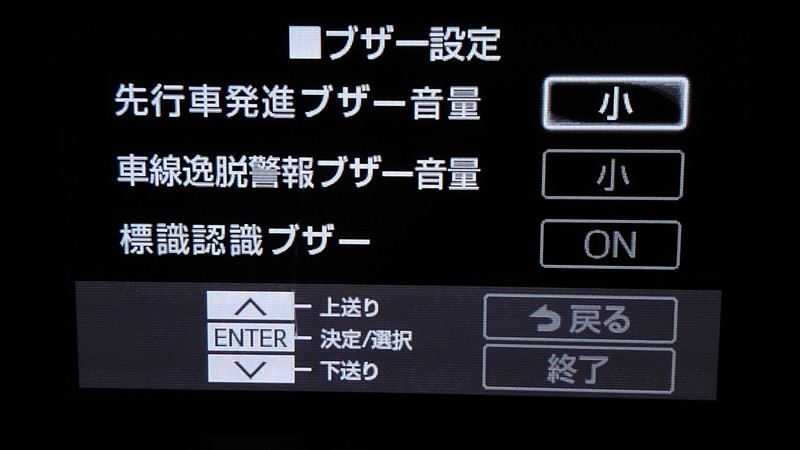 ■ブザー設定
先行車発進ブザー音量 小
車線逸脱警報ブザー音量 小
標識認識ブザー ON
上送り
ENTER 決定/選択
下送り
戻る
終了